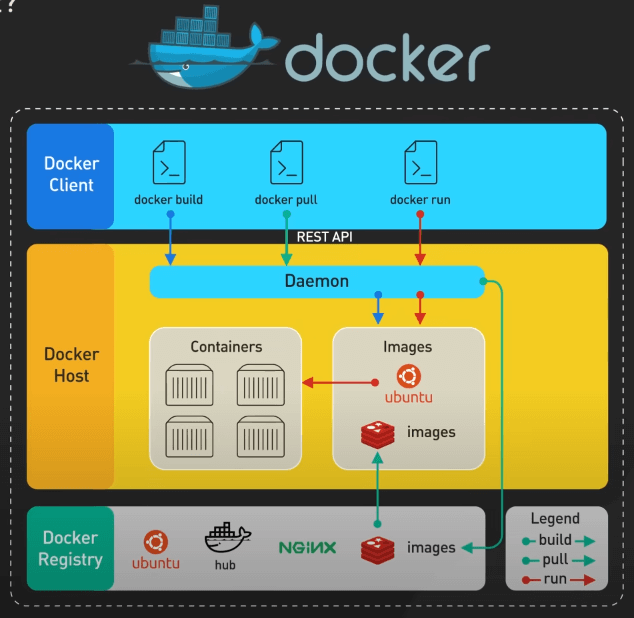 ?
docker
Docker
Client
docker build
docker pull
docker run
REST API
Docker
Host
Daemon
Containers
Images
ubuntu
images
Docker
Registry
ubuntu
hub
NGINX
images
Legend
build
pull
run